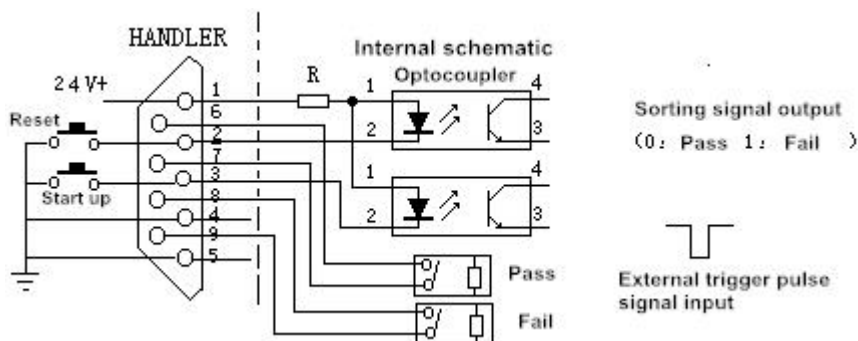 HANDLER
Internal schematic
Optocoupler
24V+
1
R
1
4
6
Reset
2
2
3
Sorting signal output
(0: Pass 1: Fail )
7
3
1
4
Start up
8
2
3
4
9
5
Pass
External trigger pulse
signal input
Fail